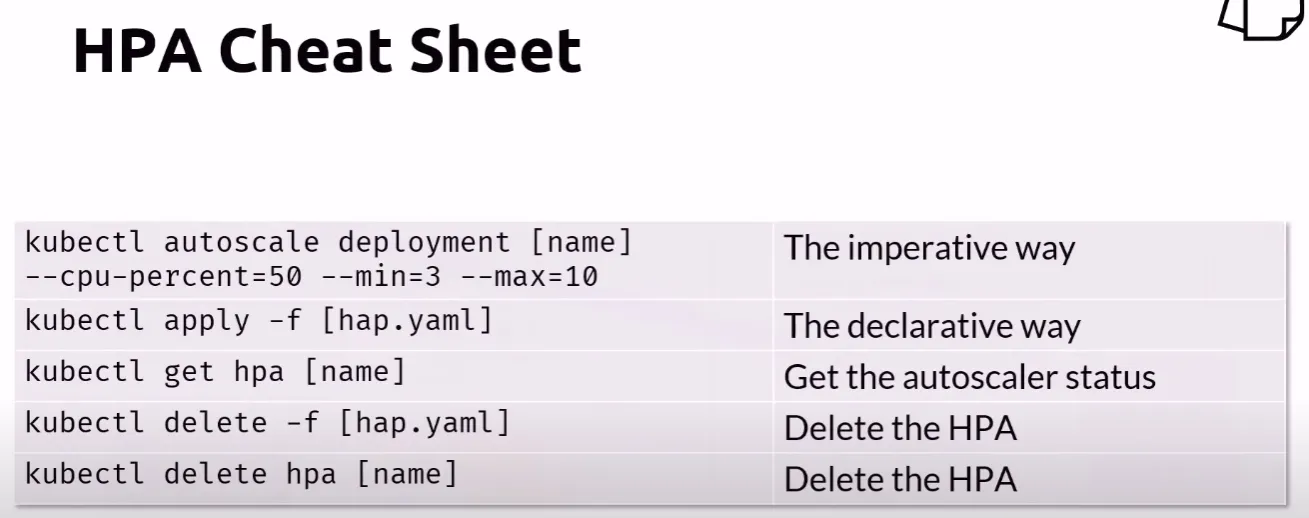 HPA Cheat Sheet
kubectl autoscale deployment [name]
--cpu-percent=50 --min=3 --max=10
The imperative way
kubectl apply -f [hap.yaml]
The declarative way
kubectl get hpa [name]
Get the autoscaler status
kubectl delete -f [hap.yaml]
Delete the HPA
kubectl delete hpa [name]
Delete the HPA